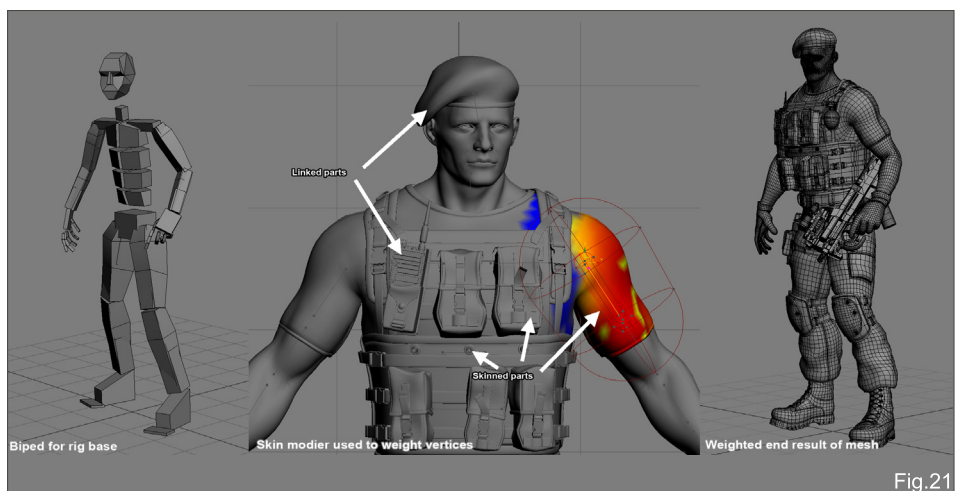 Linked parts
Skinned parts
Biped for rig base
Skin modier used to weight vertices
Weighted end result of mesh
Fig.21